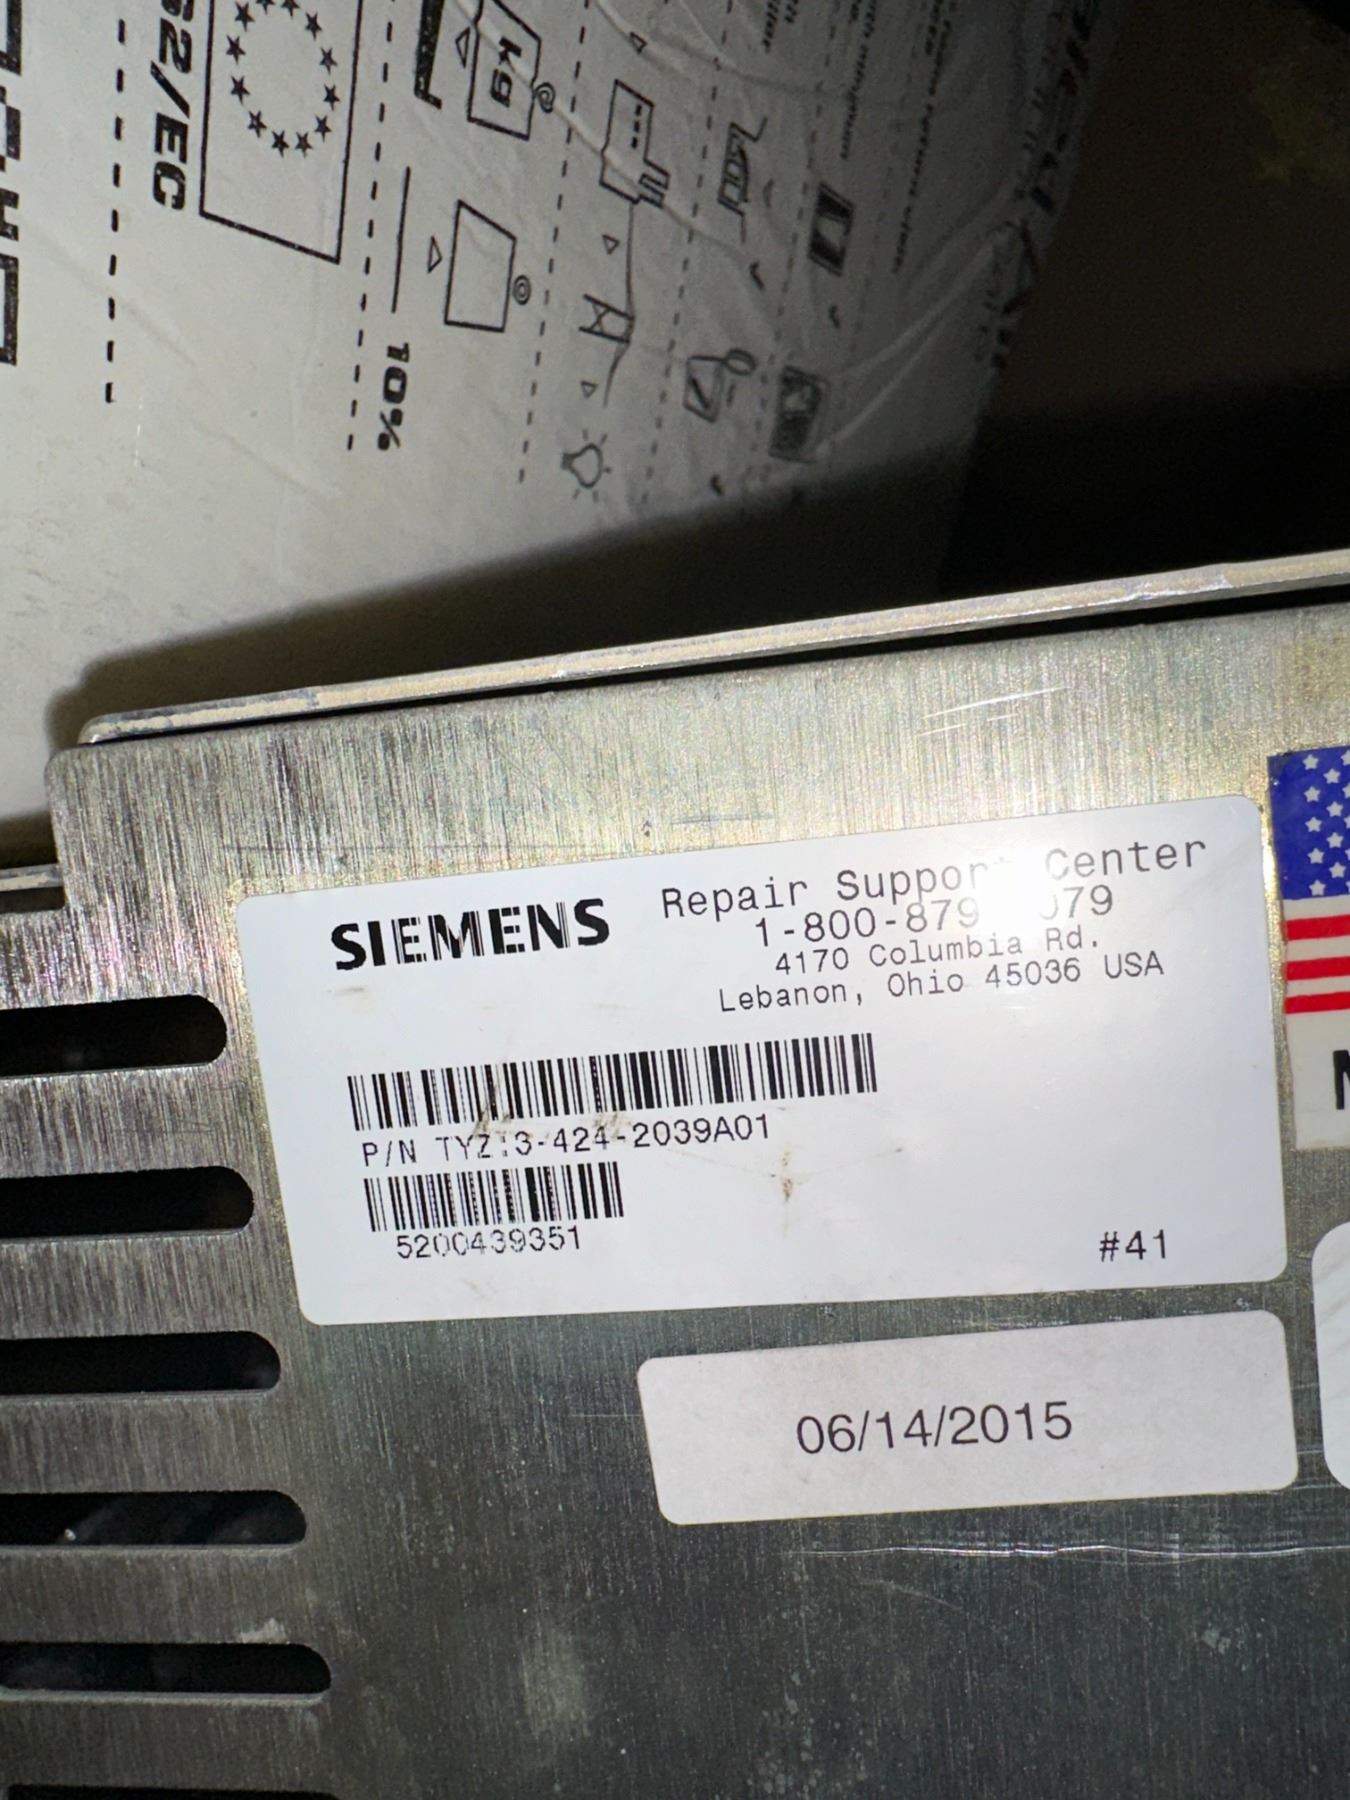 62/EC
kg
10%
SIEMENS
Repair Center
1-800-879
4170 Columbia Rd.
Lebanon, Ohio 45036 USA
P/N TYZ:3-424-2039A01
5200439351
#41
06/14/2015